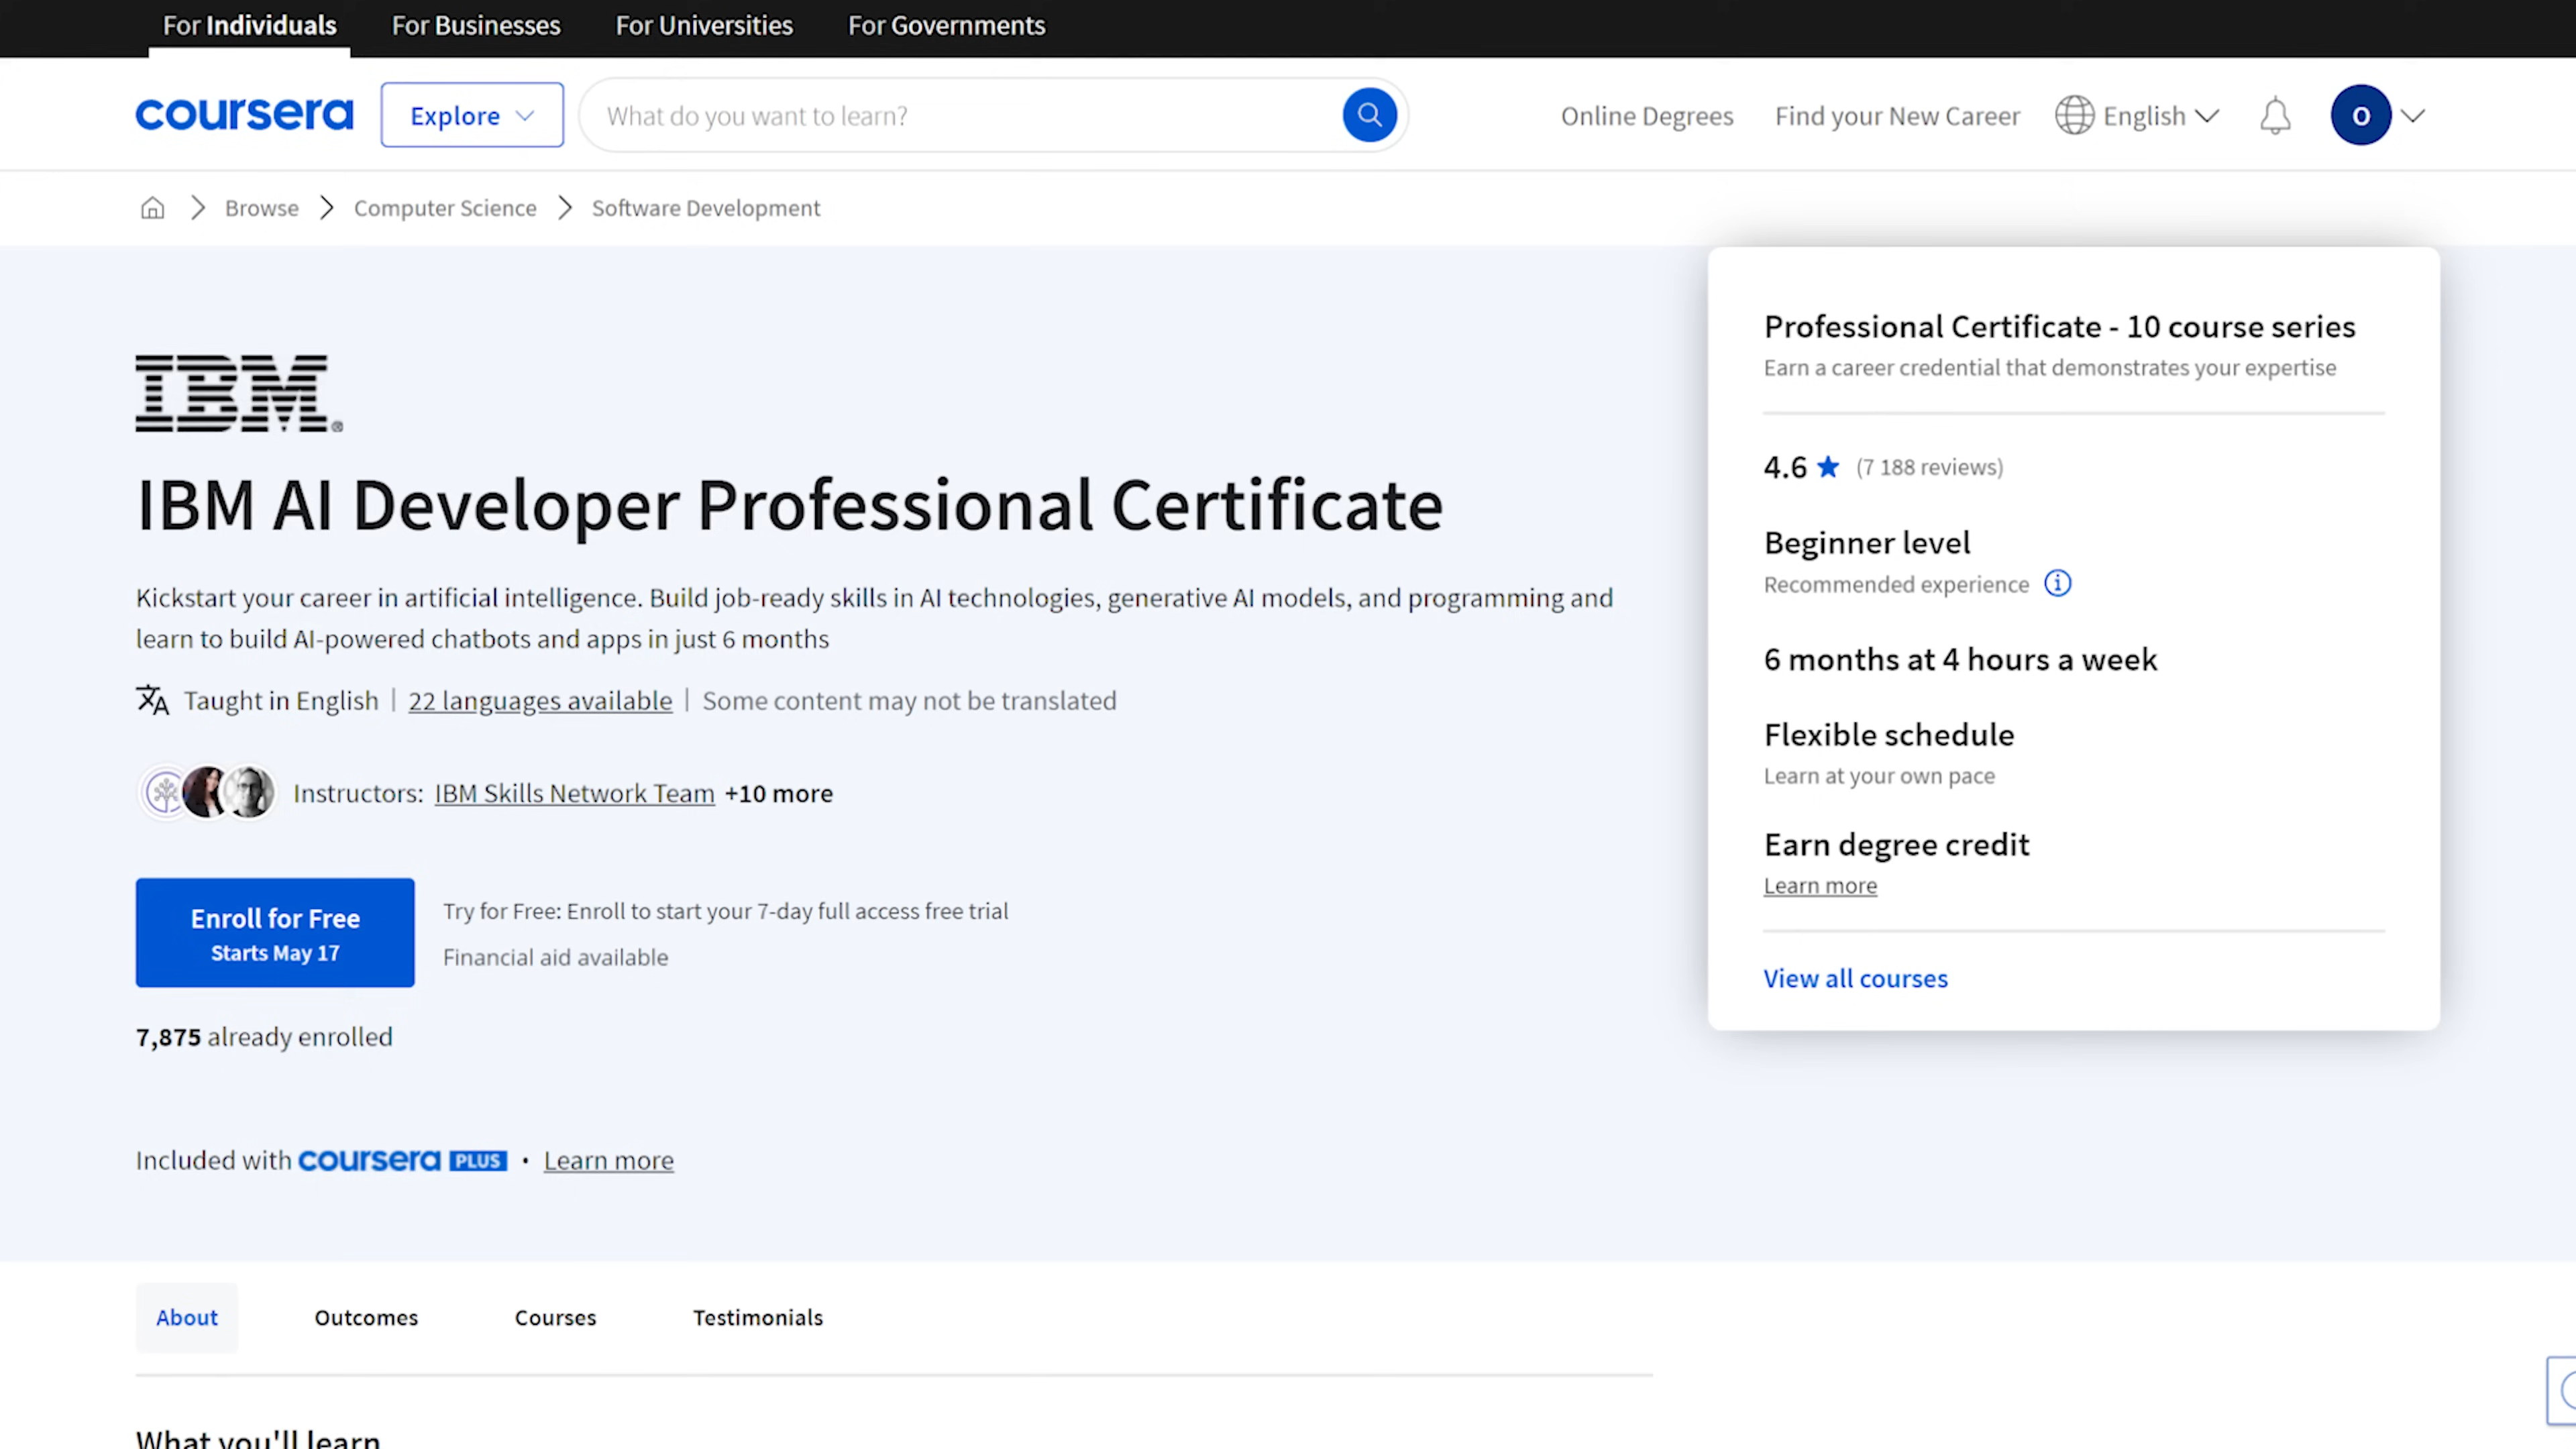 For Individuals
For Businesses
For Universities
For Governments
coursera
Explore
What do you want to learn?
Online Degrees
Find your New Career
English
O
Browse
Computer Science
Software Development
IBM®
IBM AI Developer Professional Certificate
Kickstart your career in artificial intelligence. Build job-ready skills in AI technologies, generative AI models, and programming and
learn to build AI-powered chatbots and apps in just 6 months
Taught in English | 22 languages available | Some content may not be translated
Instructors: IBM Skills Network Team +10 more
Enroll for Free
Starts May 17
Try for Free: Enroll to start your 7-day full access free trial
Financial aid available
7,875 already enrolled
Included with coursera PLUS • Learn more
Professional Certificate - 10 course series
Earn a career credential that demonstrates your expertise
4.6 ★ (7 188 reviews)
Beginner level
Recommended experience
6 months at 4 hours a week
Flexible schedule
Learn at your own pace
Earn degree credit
Learn more
View all courses
About
Outcomes
Courses
Testimonials
What you'll learn